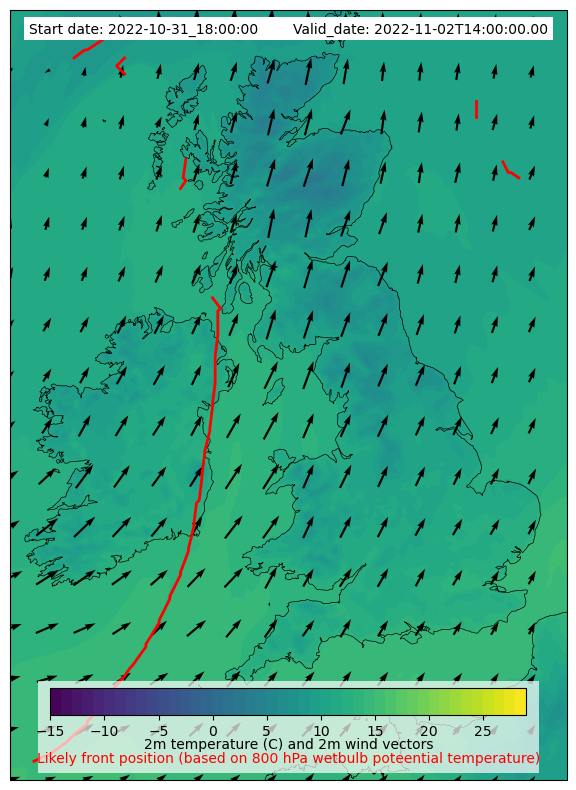 Start date: 2022-10-31_18:00:00 Valid_date: 2022-11-02T14:00:00.00
−15 −10 −5 0 5 10 15 20 25
2m temperature (C) and 2m wind vectors
Likely front position (based on 800 hPa wetbulb poteential temperature)